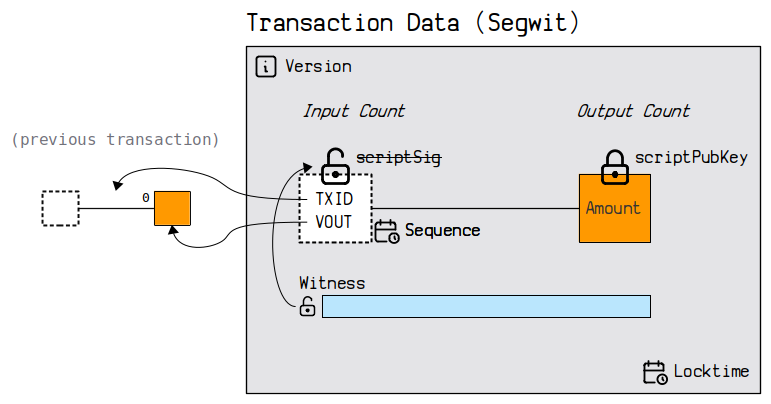 Transaction Data (Segwit)
Version
Input Count
Output Count
(previous transaction)
scriptSig
scriptPubKey
0
TXID
VOUT
Amount
Sequence
Witness
Locktime